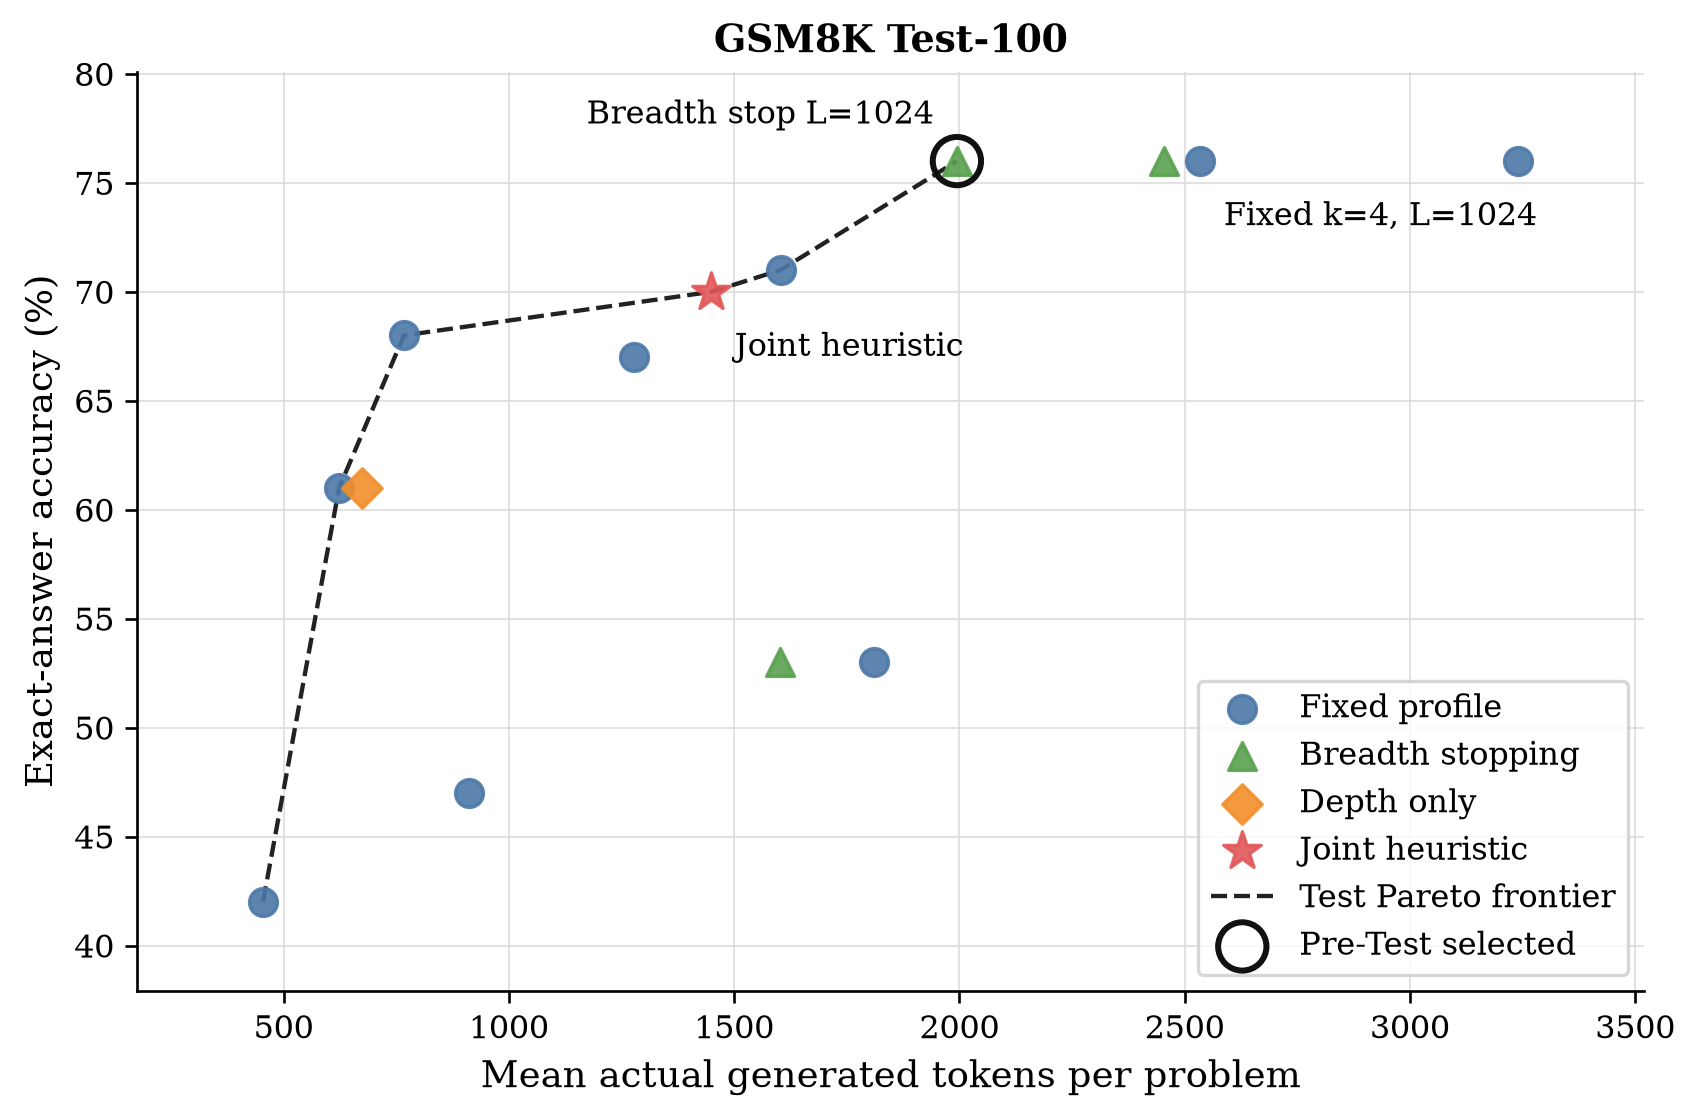 GSM8K Test-100
Exact-answer accuracy (%)
80
75
70
65
60
55
50
45
40
Breadth stop L=1024
Fixed k=4, L=1024
Joint heuristic
Fixed profile
Breadth stopping
Depth only
Joint heuristic
Test Pareto frontier
Pre-Test selected
500 1000 1500 2000 2500 3000 3500
Mean actual generated tokens per problem